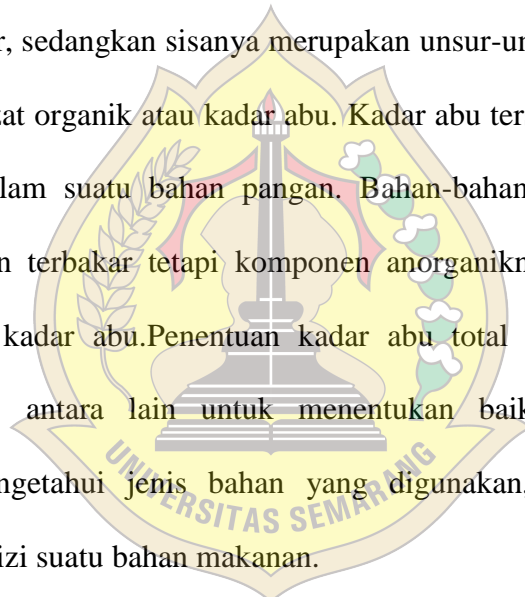 r, sedangkan sisanya merupakan unsur-un
zat organik atau kadar abu. Kadar abu ter
lam suatu bahan pangan. Bahan-bahan
n terbakar tetapi komponen anorganikn
kadar abu.Penentuan kadar abu total
antara lain untuk menentukan baik
ngetahui jenis bahan yang digunakan,
izi suatu bahan makanan.
UNIVERSITAS SEMARANG